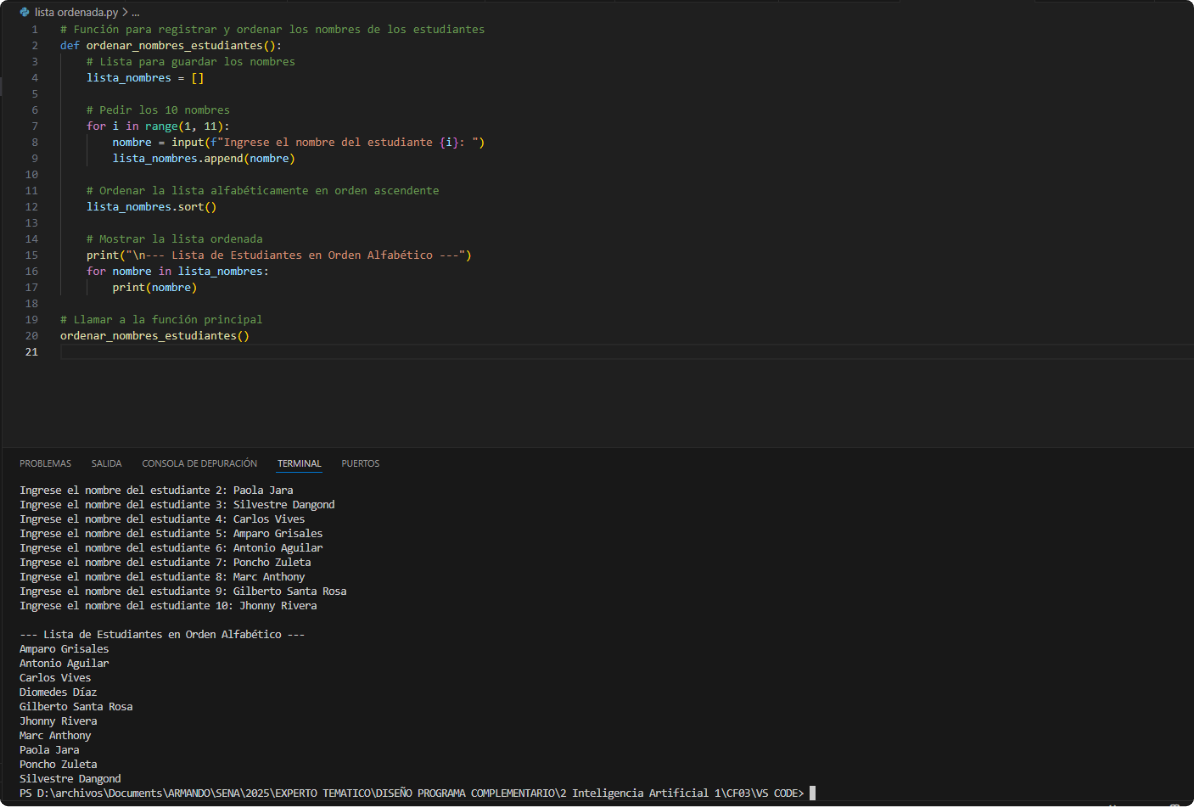 lista ordenada.py > ...
1 # Función para registrar y ordenar los nombres de los estudiantes
2 def ordenar_nombres_estudiantes():
3     # Lista para guardar los nombres
4     lista_nombres = []
5
6     # Pedir los 10 nombres
7     for i in range(1, 11):
8         nombre = input(f"Ingrese el nombre del estudiante {i}: ")
9         lista_nombres.append(nombre)
10
11     # Ordenar la lista alfabéticamente en orden ascendente
12     lista_nombres.sort()
13
14     # Mostrar la lista ordenada
15     print("\n--- Lista de Estudiantes en Orden Alfabético ---")
16     for nombre in lista_nombres:
17         print(nombre)
18
19 # Llamar a la función principal
20 ordenar_nombres_estudiantes()
21
PROBLEMAS SALIDA CONSOLA DE DEPURACIÓN TERMINAL PUERTOS
Ingrese el nombre del estudiante 2: Paola Jara
Ingrese el nombre del estudiante 3: Silvestre Dangond
Ingrese el nombre del estudiante 4: Carlos Vives
Ingrese el nombre del estudiante 5: Amparo Grisales
Ingrese el nombre del estudiante 6: Antonio Aguilar
Ingrese el nombre del estudiante 7: Poncho Zuleta
Ingrese el nombre del estudiante 8: Marc Anthony
Ingrese el nombre del estudiante 9: Gilberto Santa Rosa
Ingrese el nombre del estudiante 10: Jhonny Rivera
--- Lista de Estudiantes en Orden Alfabético ---
Amparo Grisales
Antonio Aguilar
Carlos Vives
Diomedes Díaz
Gilberto Santa Rosa
Jhonny Rivera
Marc Anthony
Paola Jara
Poncho Zuleta
Silvestre Dangond
PS D:\archivos\Documents\ARMANDO\SENA\2025\EXPERTO TEMATICO\DISEÑO PROGRAMA COMPLEMENTARIO\2 Inteligencia Artificial 1\CF03\VS CODE>